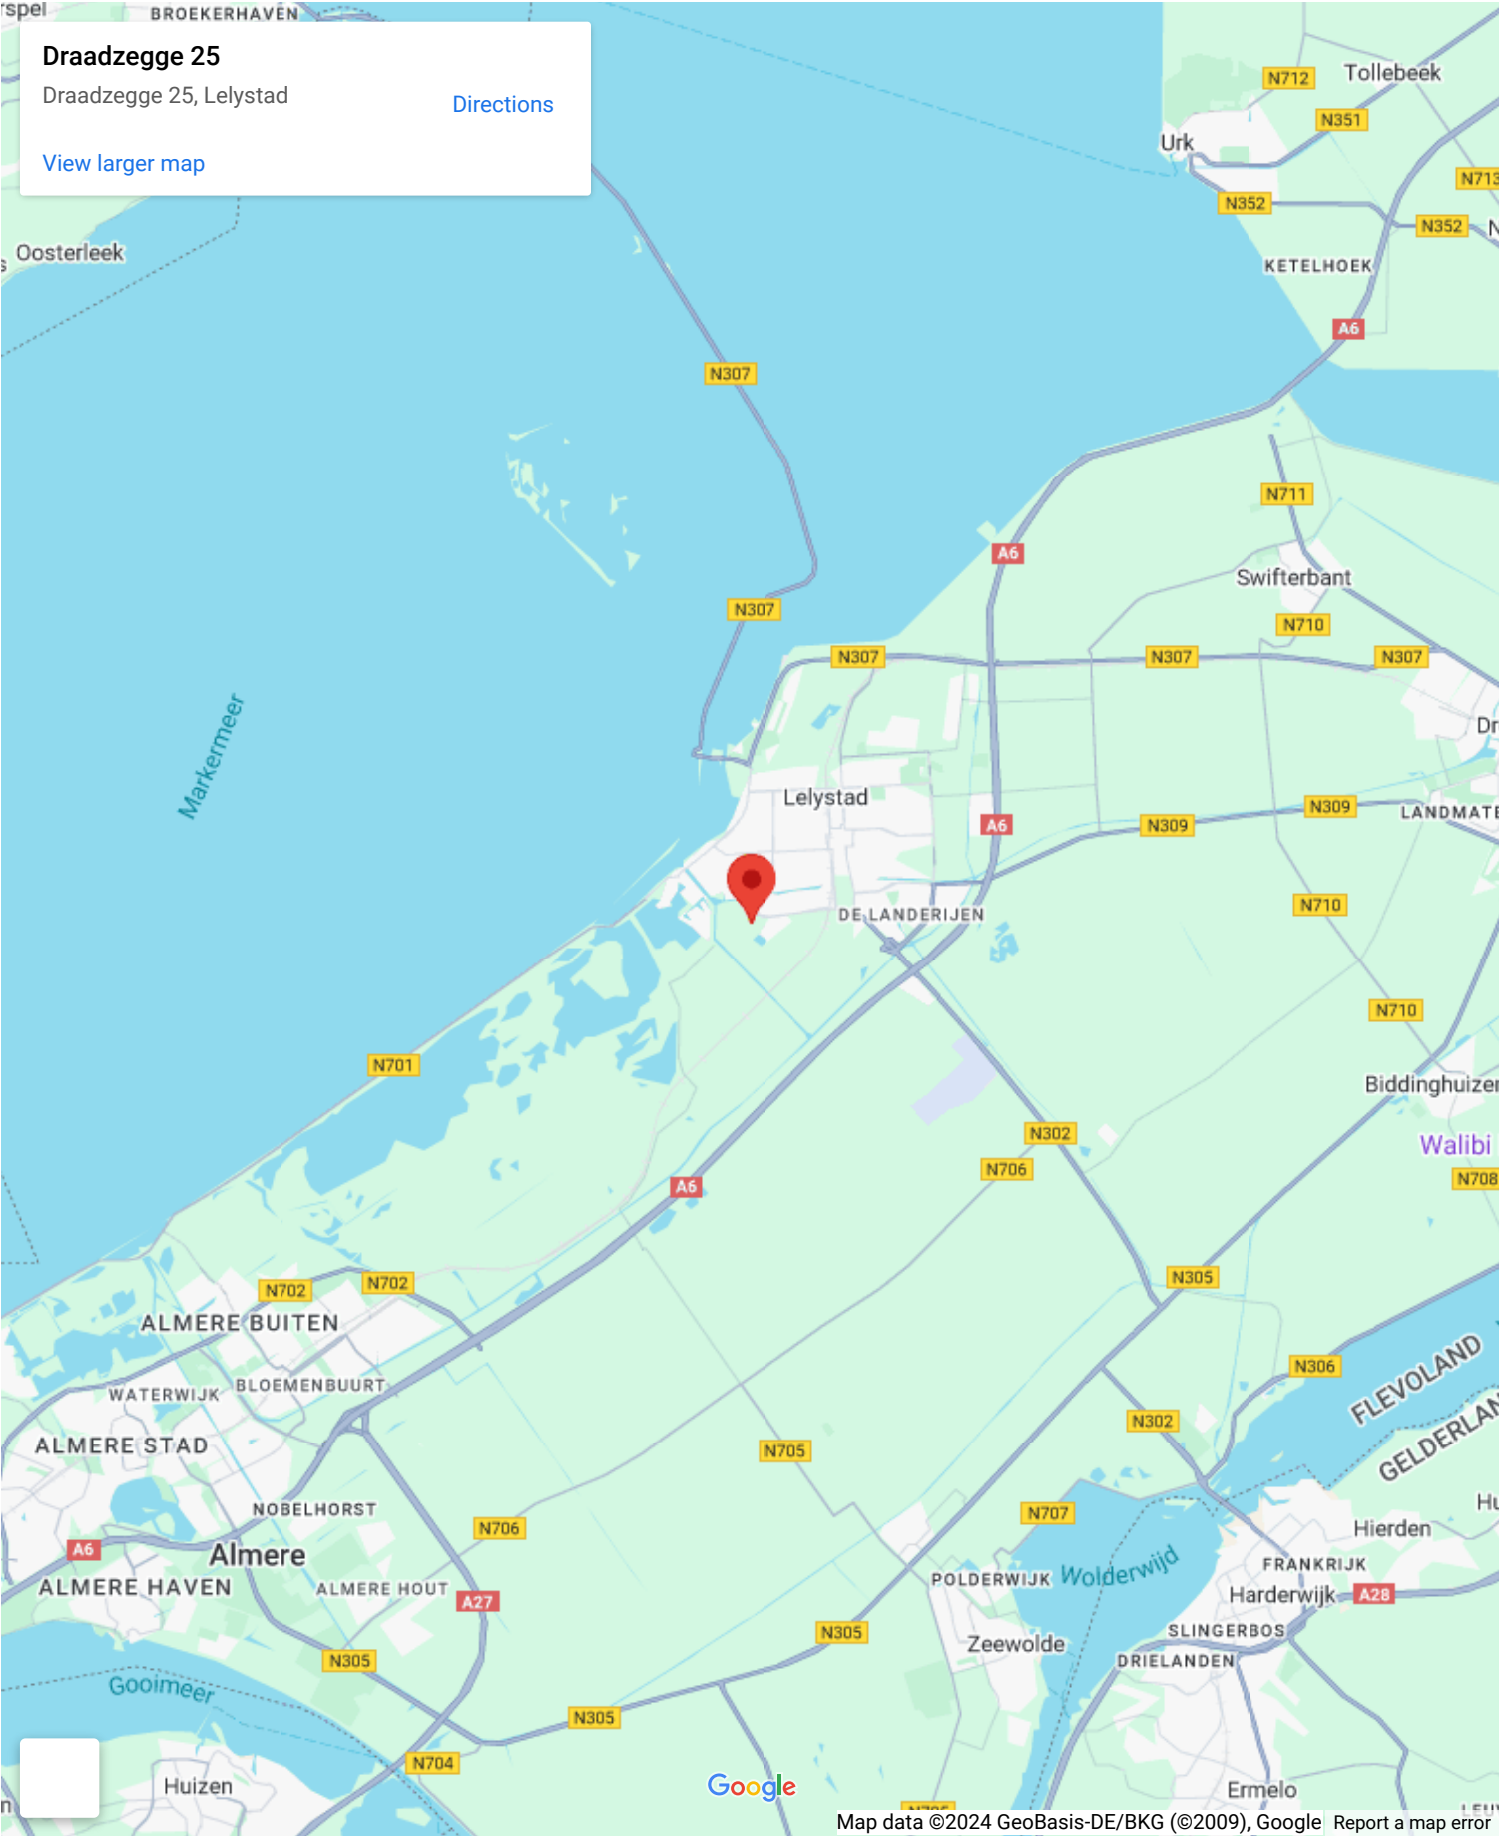 BROEKERHAVEN
Draadzegge 25
Draadzegge 25, Lelystad
Directions
View larger map
N712
Tollebeek
N351
Urk
N713
N352
N352
Oosterleek
KETELHOEK
A6
N307
N711
A6
Swifterbant
N307
N710
N307
N307
N307
Markermeer
Lelystad
N309
A6
N309
N710
DE LANDERIJEN
N710
N701
Biddinghuizen
N302
Walibi
N706
N708
A6
N305
N702
N702
ALMERE BUITEN
N306
FLEVOLAND
BLOEMENBUURT
WATERWIJK
N302
GELDERLAN
ALMERE STAD
N705
NOBELHORST
N707
N706
Hierden
A6
Almere
Wolderwijd
FRANKRIJK
POLDERWIJK
ALMERE HAVEN
ALMERE HOUT
Harderwijk
A28
A27
N305
SLINGERBOS
Zeewolde
N305
DRIELANDEN
Gooimeer
N305
N704
Huizen
Google
Ermelo
Map data ©2024 GeoBasis-DE/BKG (©2009), Google
Report a map error